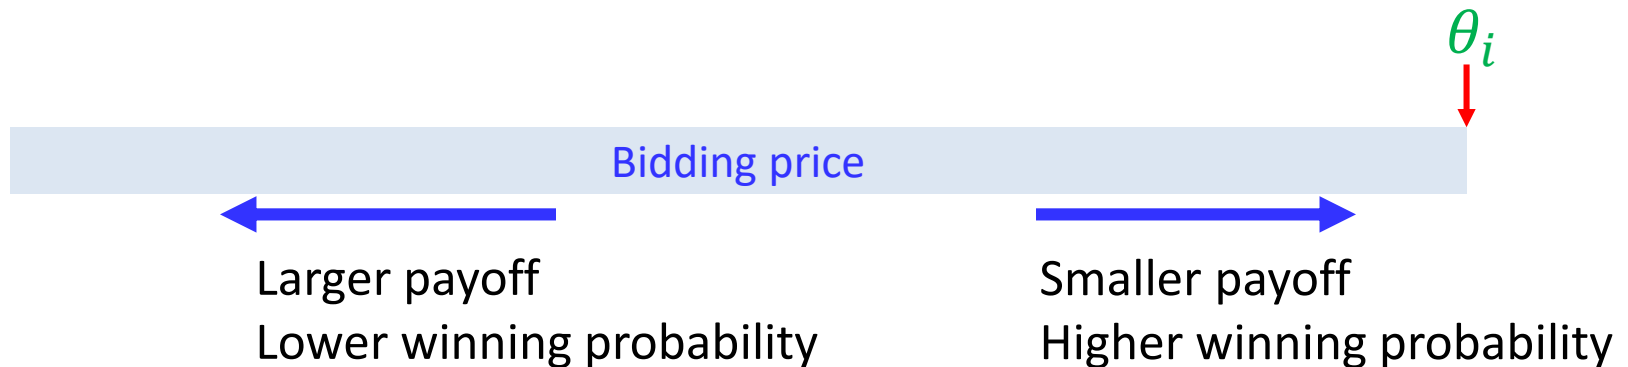 θi
Bidding price
Larger payoff
Lower winning probability
Smaller payoff
Higher winning probability